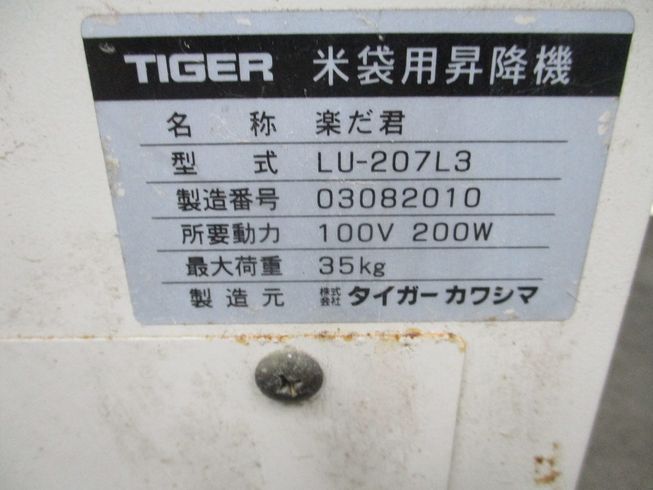 TIGER 米袋用昇降機
名称 楽だ君
型式 LU-207L3
製造番号 03082010
所要動力 100V 200W
最大荷重 35kg
製造元 株式会社 タイガーカワシマ